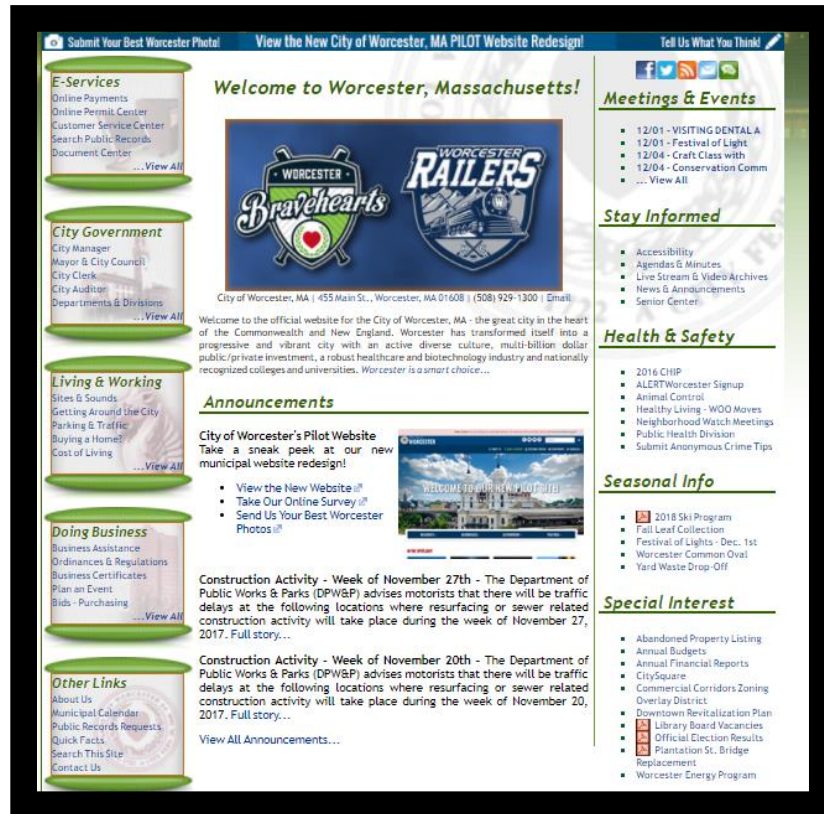 Submit Your Best Worcester Photo!
View the New City of Worcester, MA PILOT Website Redesign!
Tell Us What You Think!
E-Services
Online Payments
Online Permit Center
Customer Service Center
Search Public Records
Document Center
...View All
City Government
City Manager
Mayor & City Council
City Clerk
City Auditor
Departments & Divisions
...View All
Living & Working
Sites & Sounds
Getting Around the City
Parking & Traffic
Buying a Home?
Cost of Living
...View All
Doing Business
Business Assistance
Ordinances & Regulations
Business Certificates
Plan an Event
Bids - Purchasing
...View All
Other Links
About Us
Municipal Calendar
Public Records Requests
Quick Facts
Search This Site
Contact Us
Welcome to Worcester, Massachusetts!
WORCESTER
Bravehearts
WORCESTER
RAILERS
City of Worcester, MA | 455 Main St., Worcester, MA 01608 | (508) 929-1300 | Email
Welcome to the official website for the City of Worcester, MA - the great city in the heart
of the Commonwealth and New England. Worcester has transformed itself into a
progressive and vibrant city with an active diverse culture, multi-billion dollar
public/private investment, a robust healthcare and biotechnology industry and nationally
recognized colleges and universities. Worcester is a smart choice...
Announcements
City of Worcester's Pilot Website
Take a sneak peek at our new
municipal website redesign!
View the New Website
Take Our Online Survey
Send Us Your Best Worcester
Photos
WORCESTER
WELCOME TO OUR NEW PILOT SITE!
Construction Activity - Week of November 27th - The Department of
Public Works & Parks (DPW&P) advises motorists that there will be traffic
delays at the following locations where resurfacing or sewer related
construction activity will take place during the week of November 27,
2017. Full story...
Construction Activity - Week of November 20th - The Department of
Public Works & Parks (DPW&P) advises motorists that there will be traffic
delays at the following locations where resurfacing or sewer related
construction activity will take place during the week of November 20,
2017. Full story...
View All Announcements...
Meetings & Events
12/01 - VISITING DENTAL A
12/01 - Festival of Light
12/04 - Craft Class with
12/04 - Conservation Comm
... View All
Stay Informed
Accessibility
Agendas & Minutes
Live Stream & Video Archives
News & Announcements
Senior Center
Health & Safety
2016 CHIP
ALERTWorcester Signup
Animal Control
Healthy Living - WOO Moves
Neighborhood Watch Meetings
Public Health Division
Submit Anonymous Crime Tips
Seasonal Info
2018 Ski Program
Fall Leaf Collection
Festival of Lights - Dec. 1st
Worcester Common Oval
Yard Waste Drop-Off
Special Interest
Abandoned Property Listing
Annual Budgets
Annual Financial Reports
CitySquare
Commercial Corridors Zoning
Overlay District
Downtown Revitalization Plan
Library Board Vacancies
Official Election Results
Plantation St. Bridge
Replacement
Worcester Energy Program